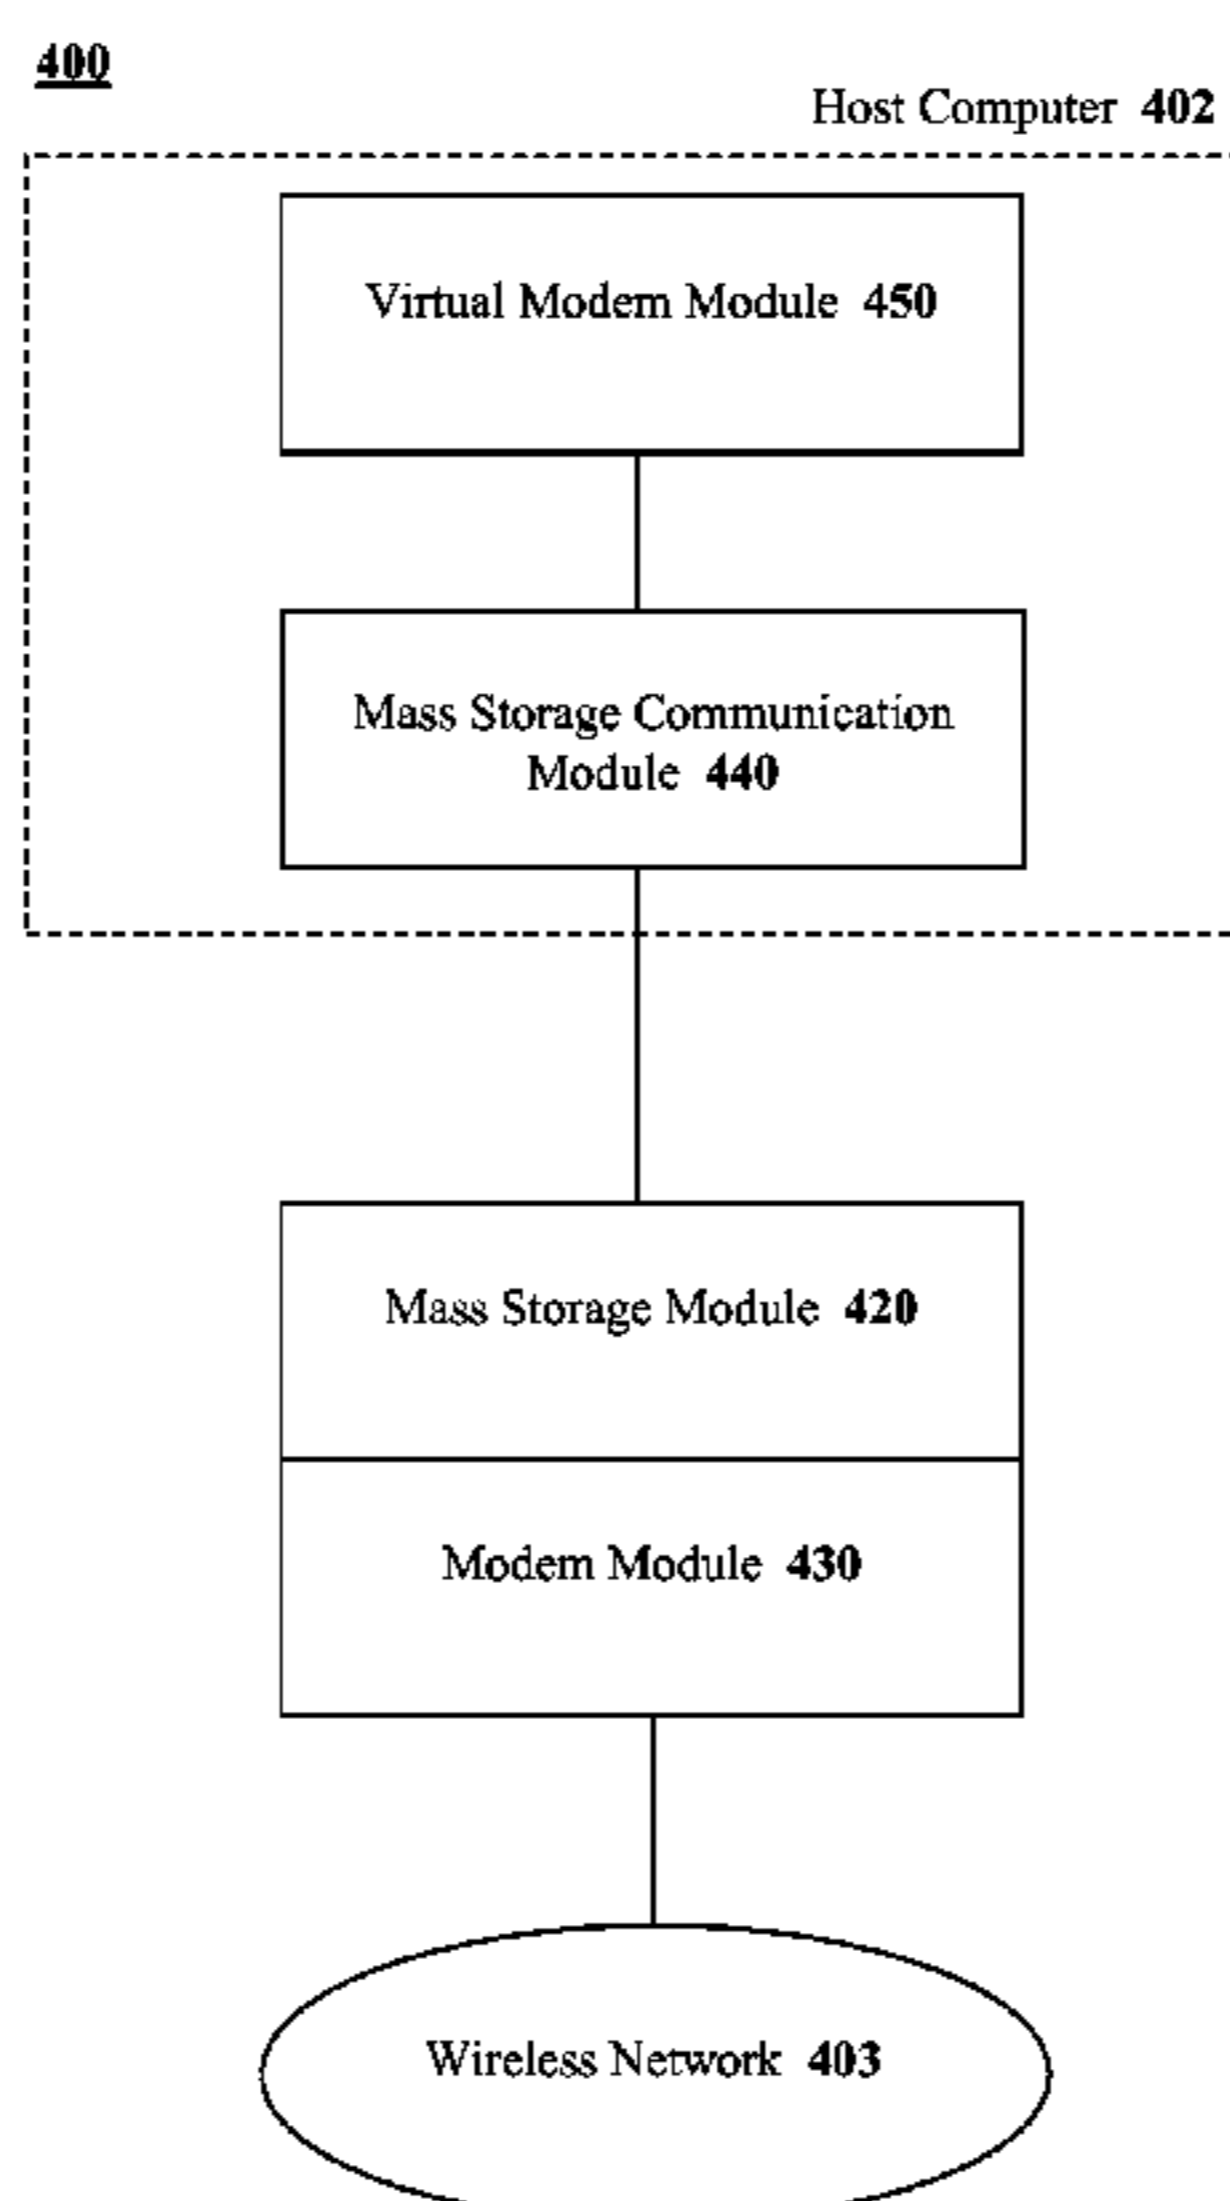 400
Host Computer 402
Virtual Modem Module 450
Mass Storage Communication
Module 440
Mass Storage Module 420
Modem Module 430
Wireless Network 403